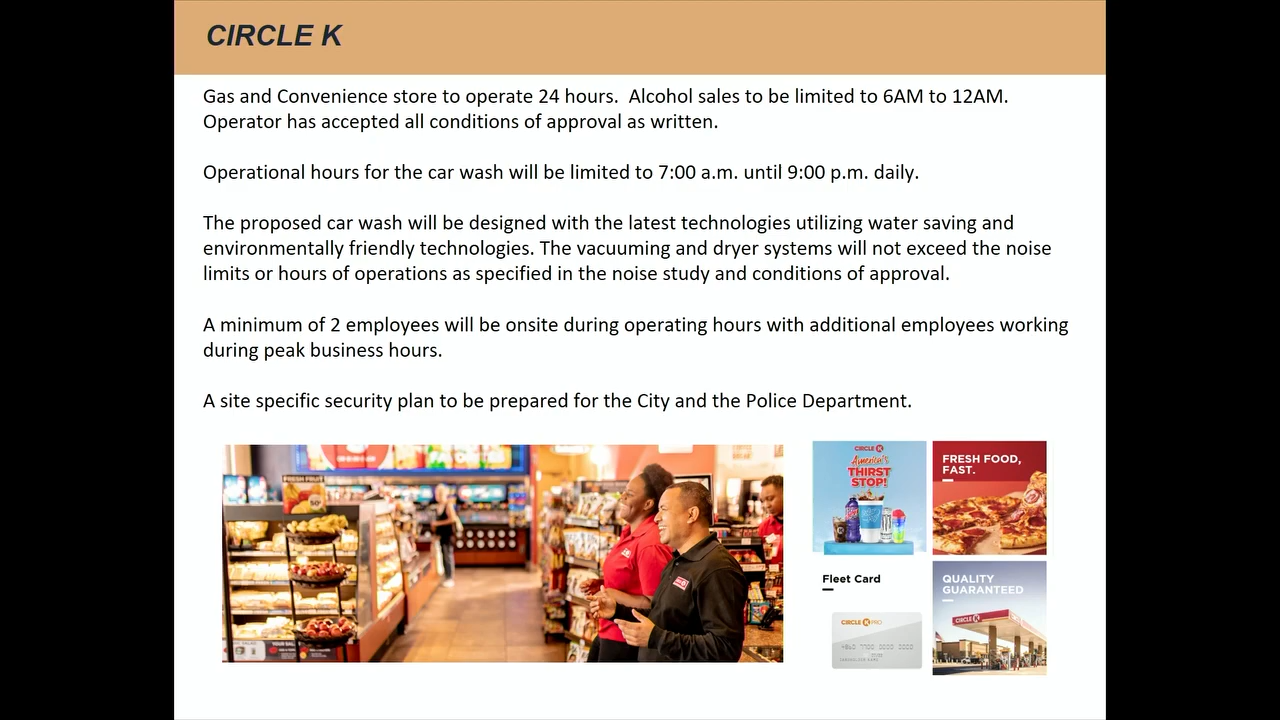 CIRCLE K
Gas and Convenience store to operate 24 hours.  Alcohol sales to be limited to 6AM to 12AM.
Operator has accepted all conditions of approval as written.
Operational hours for the car wash will be limited to 7:00 a.m. until 9:00 p.m. daily.
The proposed car wash will be designed with the latest technologies utilizing water saving and
environmentally friendly technologies. The vacuuming and dryer systems will not exceed the noise
limits or hours of operations as specified in the noise study and conditions of approval.
A minimum of 2 employees will be onsite during operating hours with additional employees working
during peak business hours.
A site specific security plan to be prepared for the City and the Police Department.
FRESH FRUIT
CIRCLE K
America's
THIRST
STOP!
FRESH FOOD,
FAST.
Fleet Card
CIRCLE K PRO
QUALITY
GUARANTEED
CIRCLE K